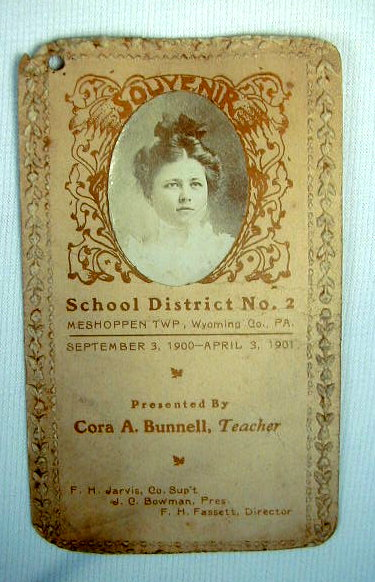 SOUVENIR
School District No. 2
MESHOPPEN TWP., Wyoming Co., PA.
SEPTEMBER 3, 1900—APRIL 3, 1901
Presented By
Cora A. Bunnell, Teacher
F. H. Jarvis, Co. Sup't
J. C. Bowman, Pres.
F. H. Fassett, Director